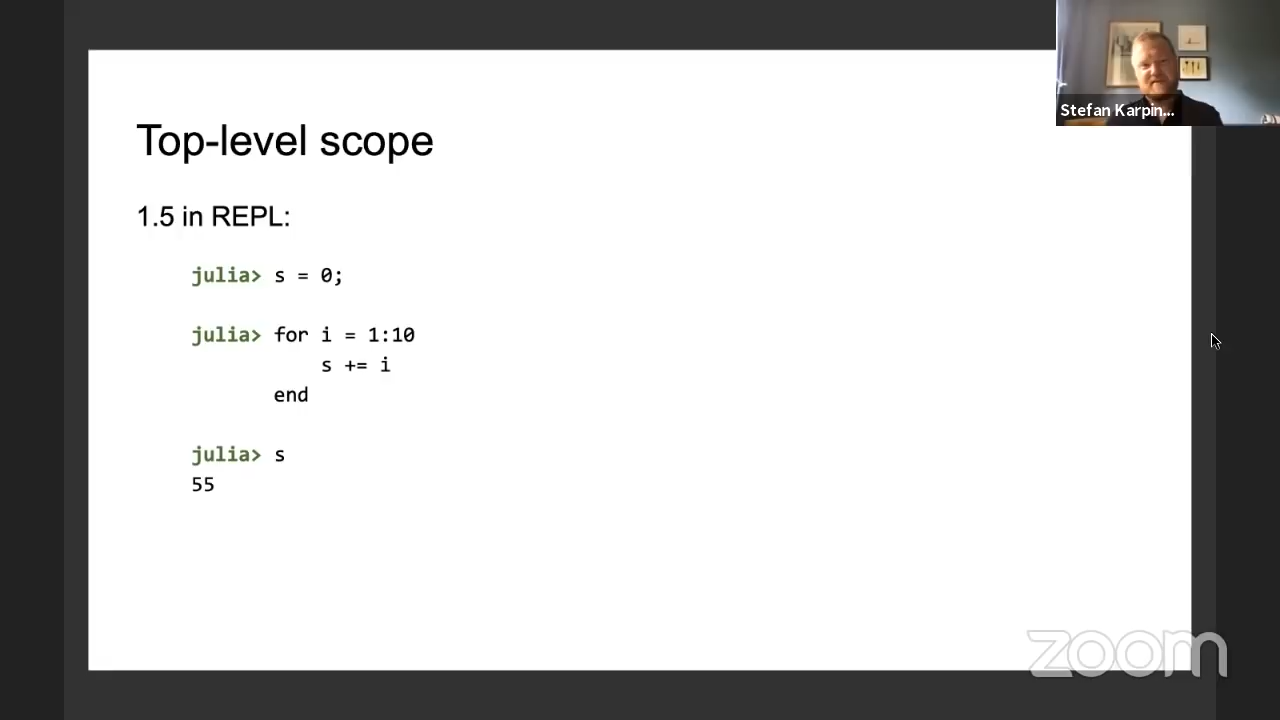 Stefan Karpin...
Top-level scope
1.5 in REPL:
julia> s = 0;
julia> for i = 1:10
s += i
end
julia> s
55
zoom